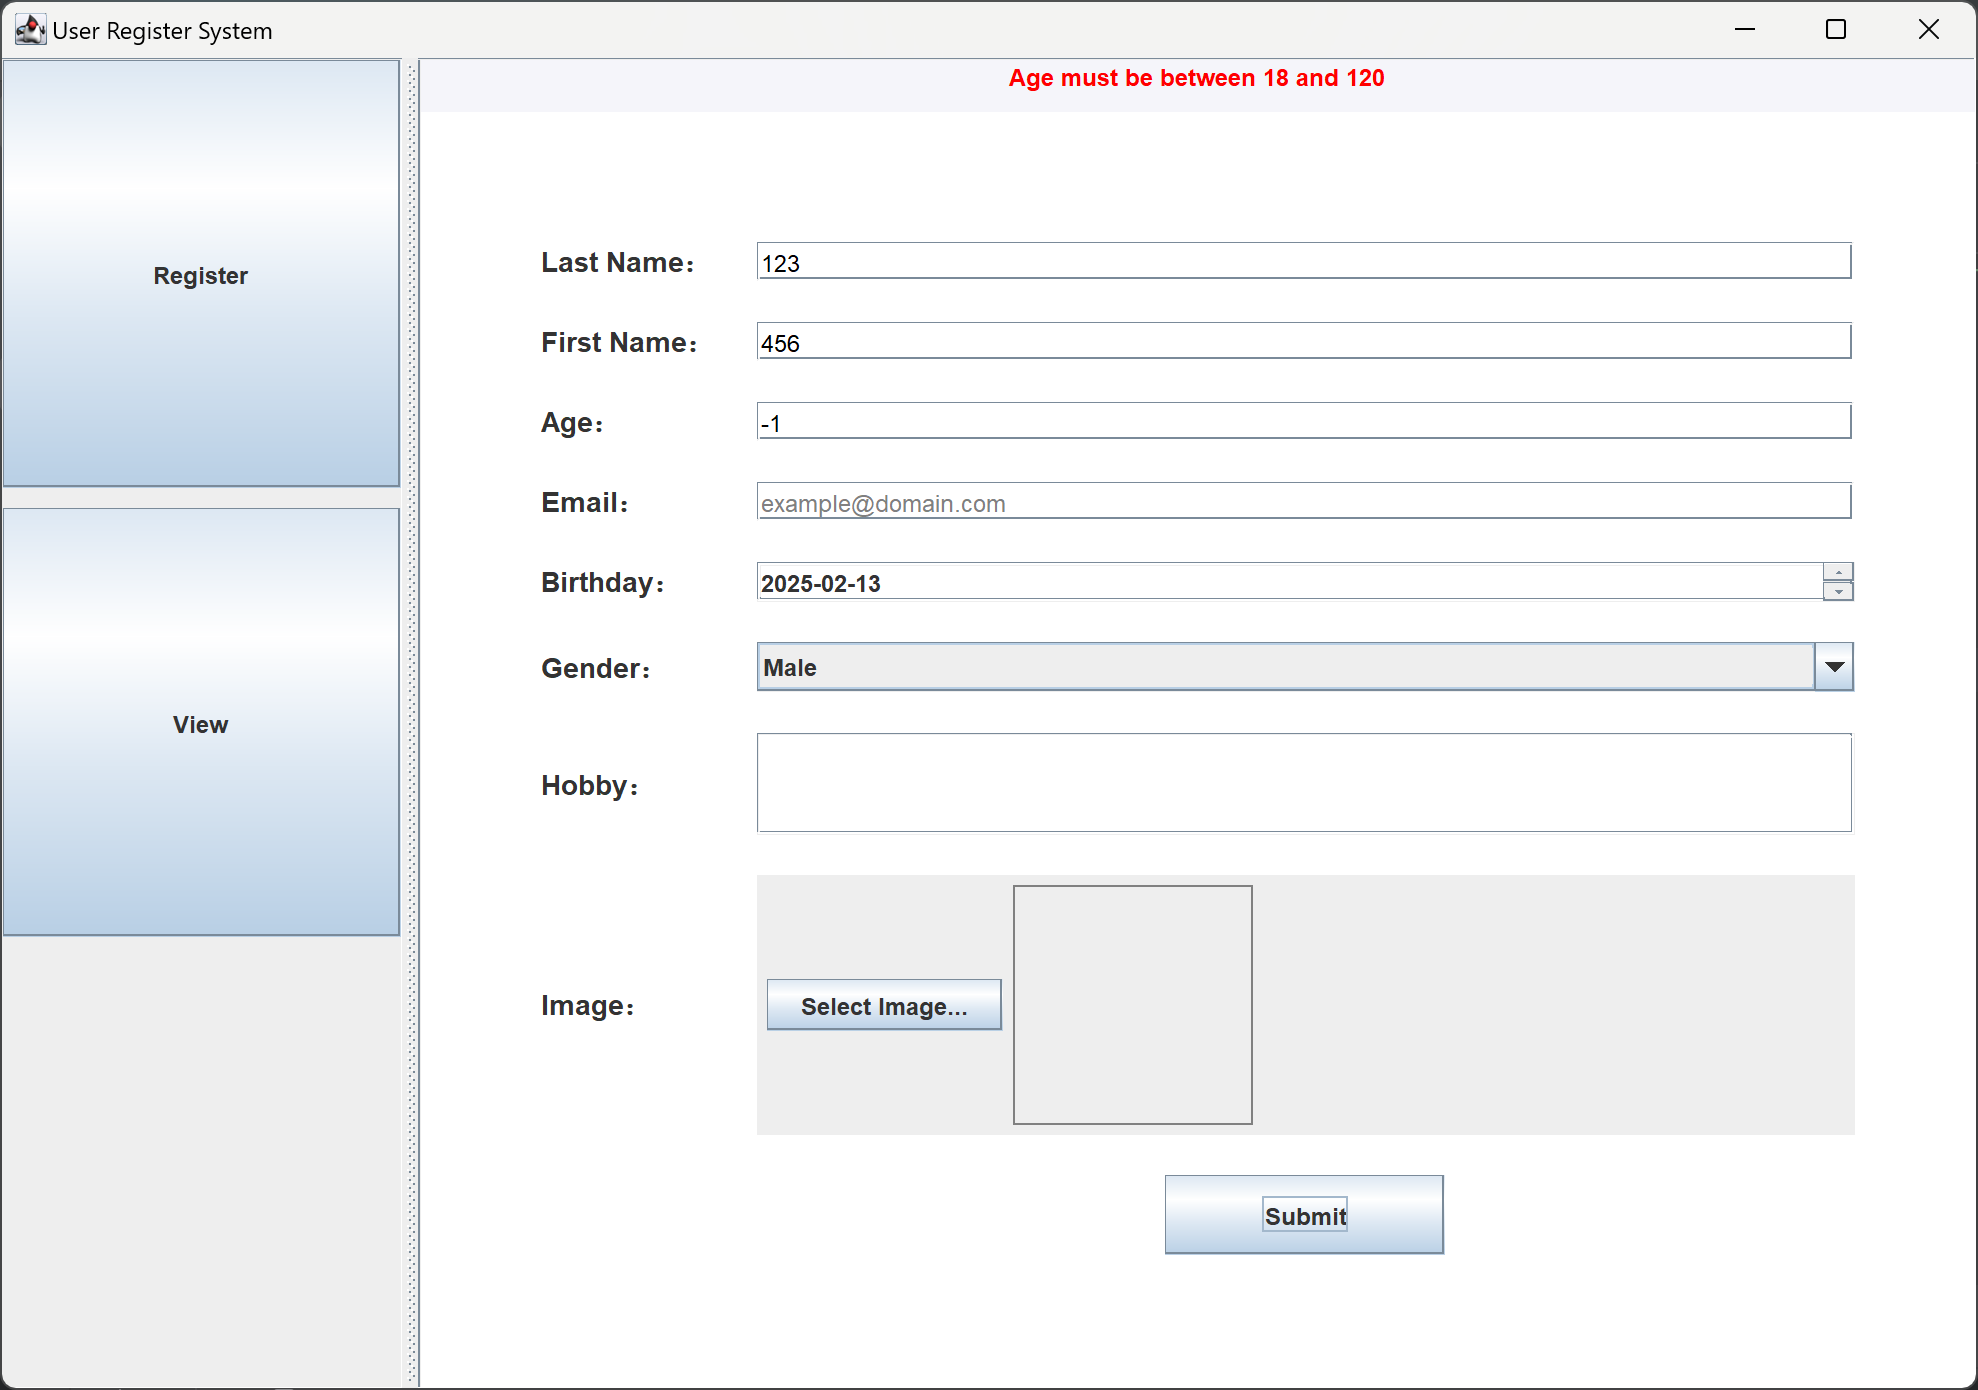 User Register System
Age must be between 18 and 120
Register
View
Last Name：
123
First Name：
456
Age：
-1
Email：
example@domain.com
Birthday：
2025-02-13
Gender：
Male
Hobby：
Image：
Select Image...
Submit